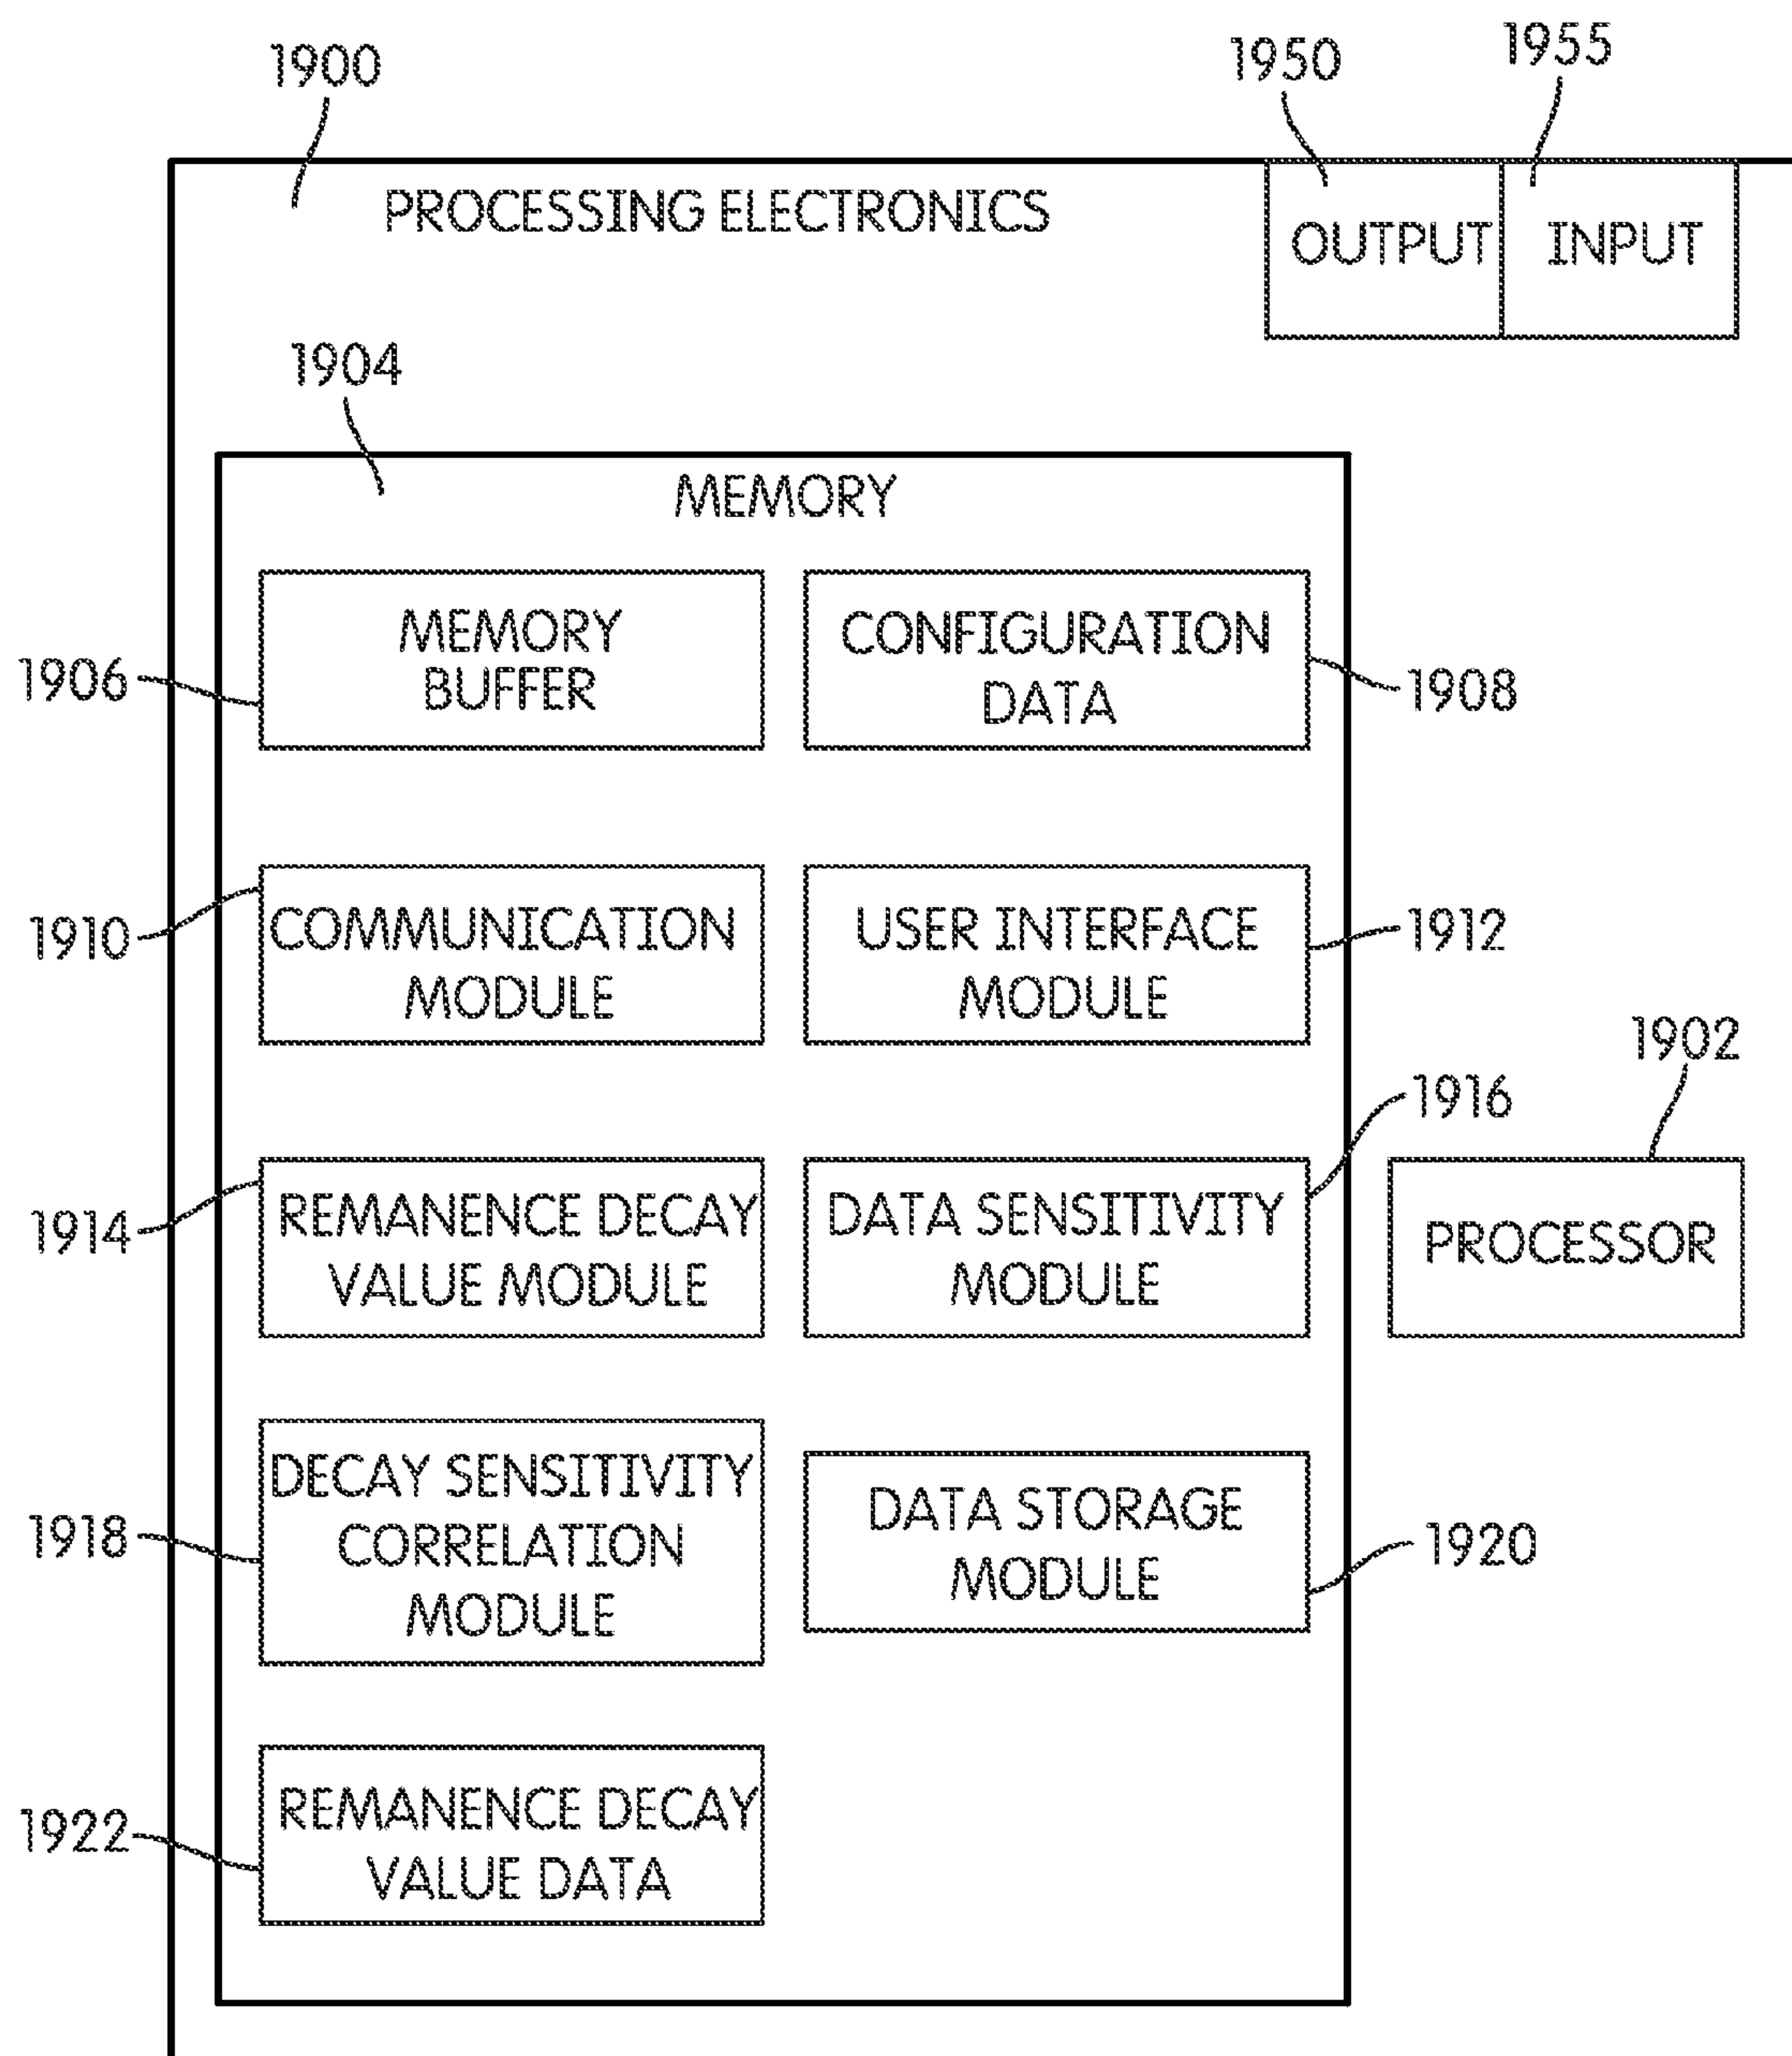 1900
1950
1955
PROCESSING ELECTRONICS
OUTPUT
INPUT
1904
MEMORY
MEMORY
BUFFER
1906
CONFIGURATION
DATA
1908
COMMUNICATION
MODULE
1910
USER INTERFACE
MODULE
1912
1902
REMANENCE DECAY
VALUE MODULE
1914
DATA SENSITIVITY
MODULE
1916
PROCESSOR
DECAY SENSITIVITY
CORRELATION
MODULE
1918
DATA STORAGE
MODULE
1920
REMANENCE DECAY
VALUE DATA
1922